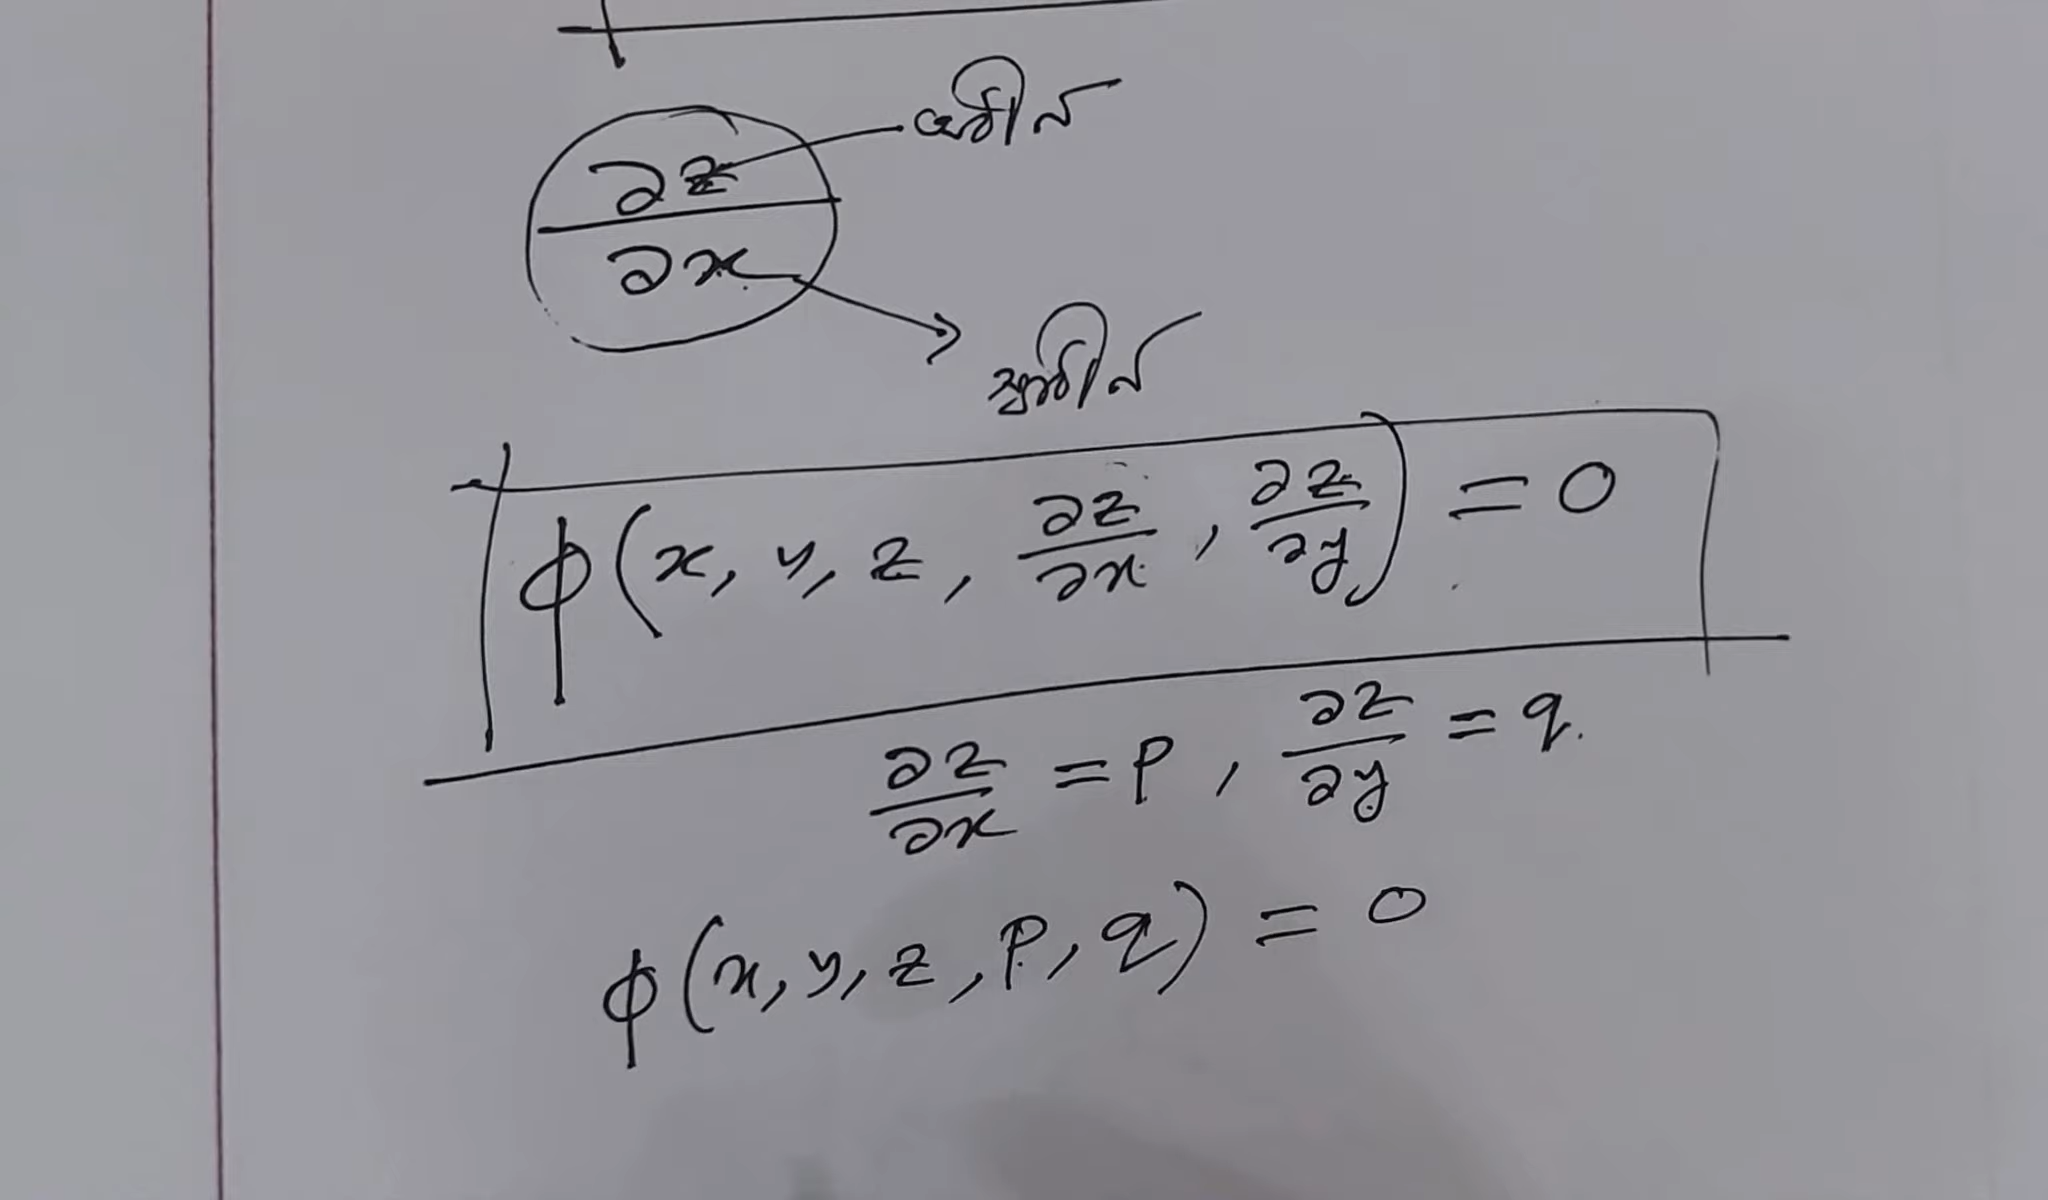 ∂z অধীন
∂x
স্বাধীন
φ(x, y, z, ∂z/∂x, ∂z/∂y) = 0
∂z/∂x = p, ∂z/∂y = q.
φ(x, y, z, p, q) = 0